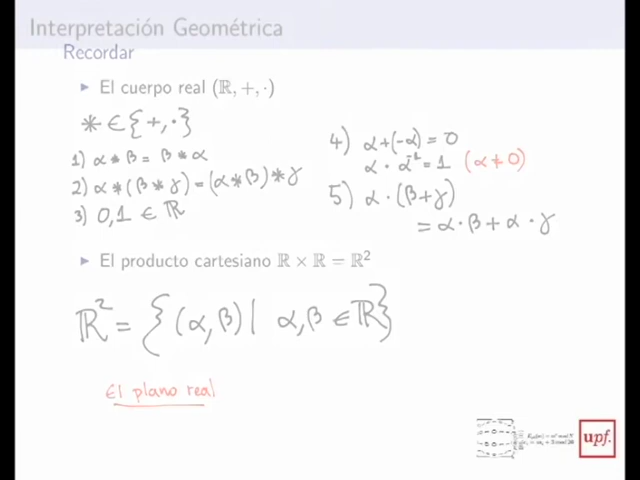 Interpretación Geométrica
Recordar
▶ El cuerpo real (ℝ, +, ·)
* ∈ {+, ·}
1) α * β = β * α
2) α * (β * γ) = (α * β) * γ
3) 0,1 ∈ ℝ
4) α + (-α) = 0
α · α⁻¹ = 1 (α ≠ 0)
5) α · (β + γ)
= α · β + α · γ
▶ El producto cartesiano ℝ × ℝ = ℝ²
ℝ² = {(α, β) | α, β ∈ ℝ}
El plano real
upf.